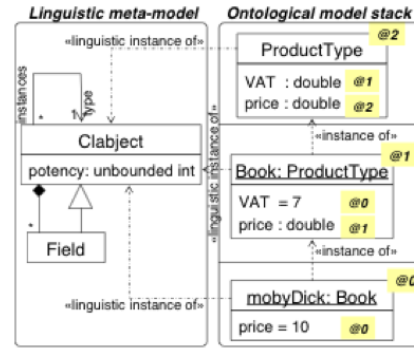 Linguistic meta-model
Ontological model stack
@2
«linguistic instance of»
ProductType
VAT : double @1
price : double @2
instances
type
*
1
Clabject
potency: unbounded int
«instance of»
@1
Book: ProductType
VAT = 7 @0
price : double @1
«linguistic instance of»
*
Field
«instance of»
@0
«linguistic instance of»
mobyDick: Book
price = 10 @0